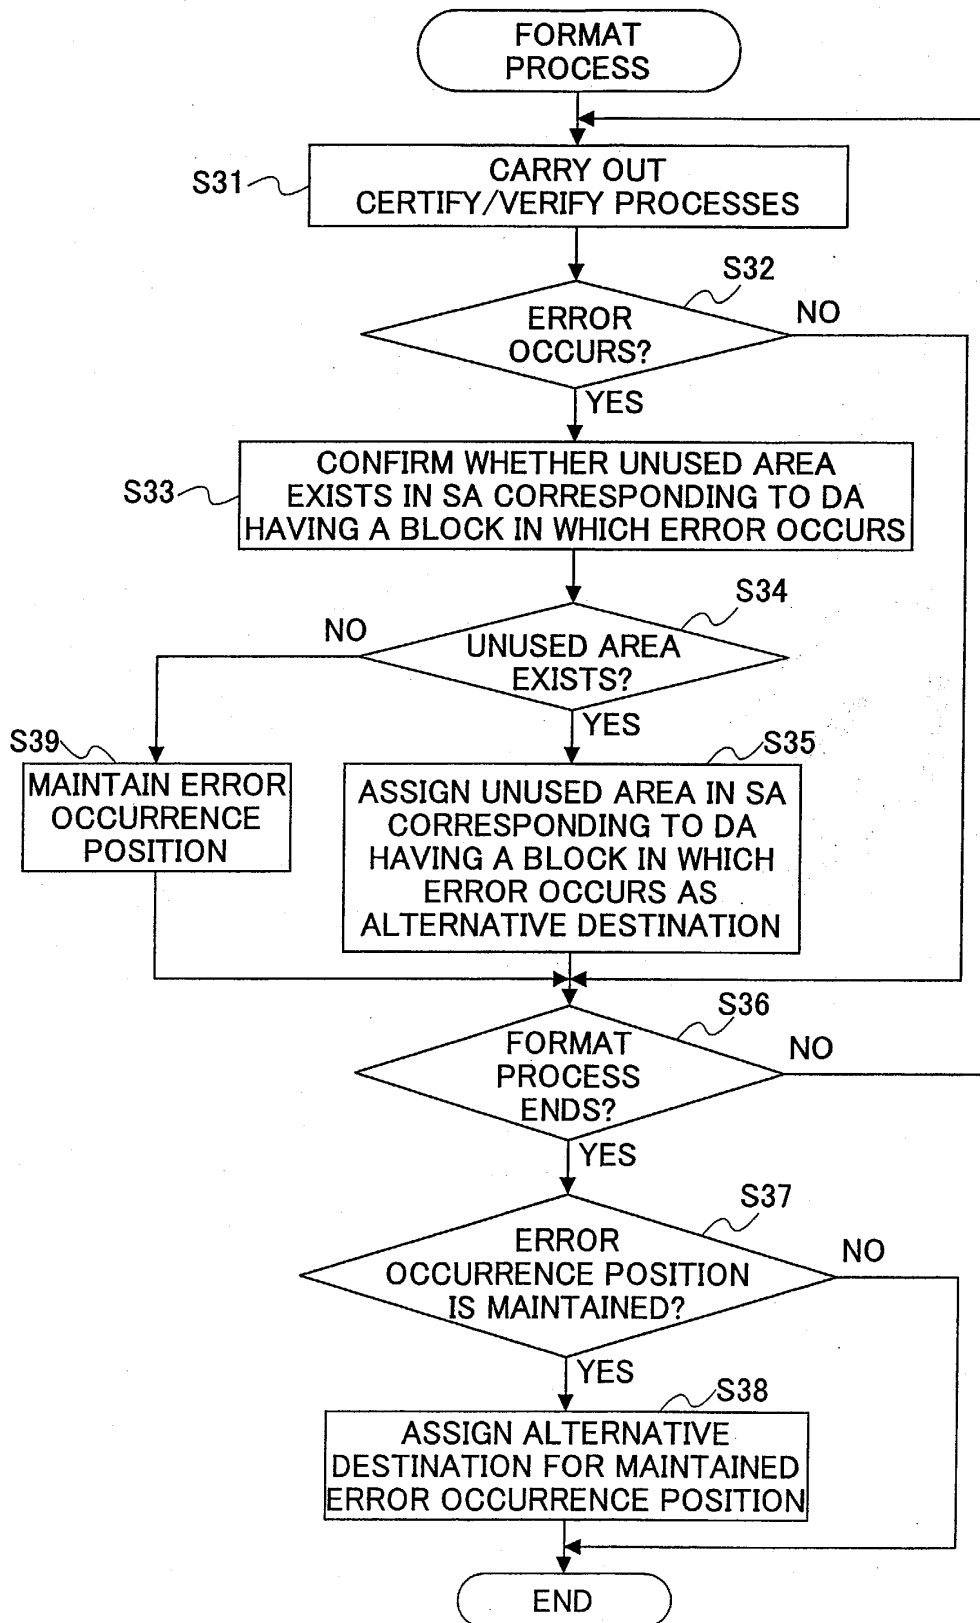 FORMAT
PROCESS
S31
CARRY OUT
CERTIFY/VERIFY PROCESSES
S32
ERROR
OCCURS?
NO
YES
S33
CONFIRM WHETHER UNUSED AREA
EXISTS IN SA CORRESPONDING TO DA
HAVING A BLOCK IN WHICH ERROR OCCURS
S34
NO
UNUSED AREA
EXISTS?
YES
S39
MAINTAIN ERROR
OCCURRENCE
POSITION
S35
ASSIGN UNUSED AREA IN SA
CORRESPONDING TO DA
HAVING A BLOCK IN WHICH
ERROR OCCURS AS
ALTERNATIVE DESTINATION
S36
FORMAT
PROCESS
ENDS?
NO
YES
S37
ERROR
OCCURRENCE POSITION
IS MAINTAINED?
NO
YES
S38
ASSIGN ALTERNATIVE
DESTINATION FOR MAINTAINED
ERROR OCCURRENCE POSITION
END